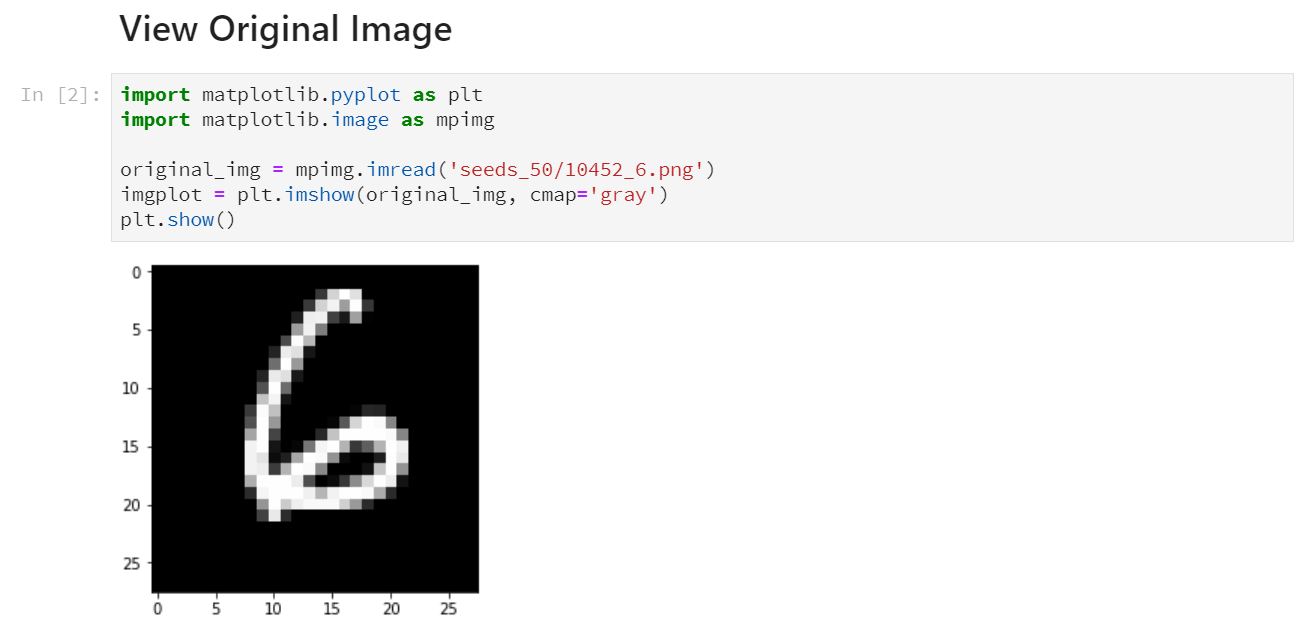 View Original Image
In [2]:
import matplotlib.pyplot as plt
import matplotlib.image as mpimg
original_img = mpimg.imread('seeds_50/10452_6.png')
imgplot = plt.imshow(original_img, cmap='gray')
plt.show()
0
5
10
15
20
25
0 5 10 15 20 25
6